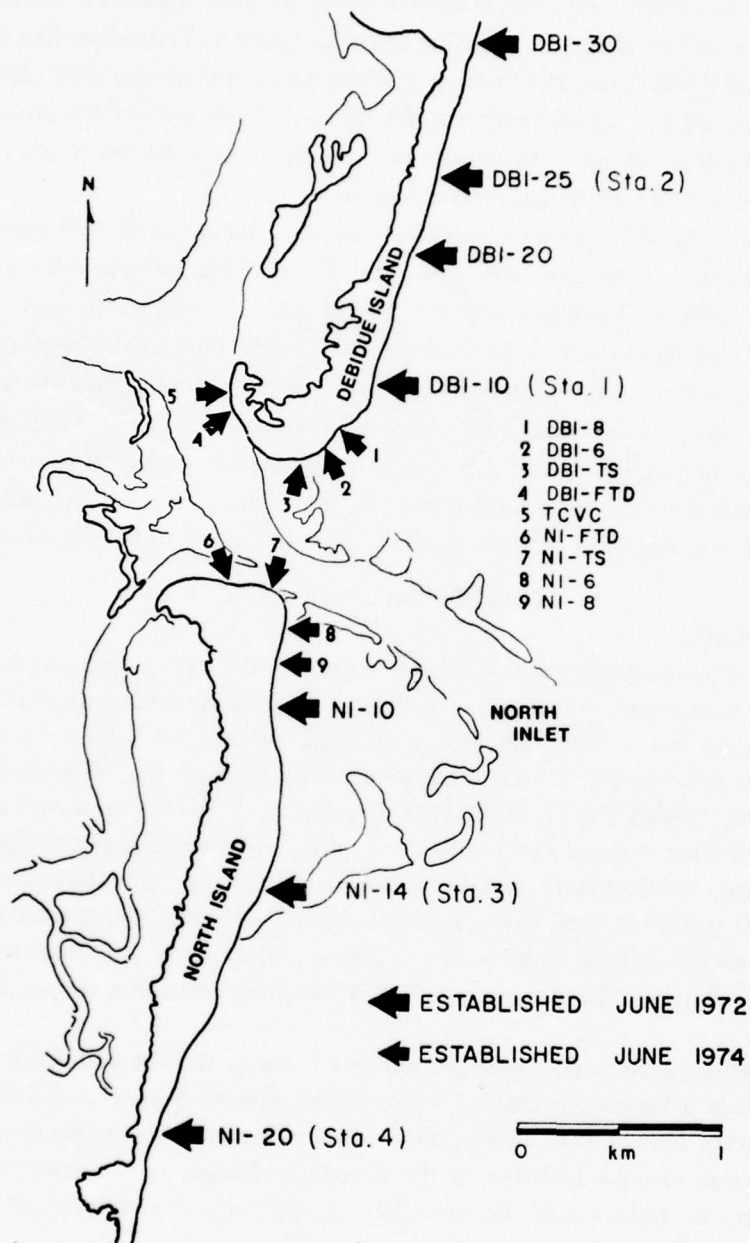 DBI-30
N
DBI-25 (Sta. 2)
DBI-20
DEBIDUE ISLAND
DBI-10 (Sta. 1)
5
4
3
2
1
1 DBI-8
2 DBI-6
3 DBI-TS
4 DBI-FTD
5 TCVC
6 NI-FTD
7 NI-TS
8 NI-6
9 NI-8
6
7
8
9
NI-10
NORTH
INLET
NI-14 (Sta. 3)
NORTH ISLAND
ESTABLISHED JUNE 1972
ESTABLISHED JUNE 1974
NI-20 (Sta. 4)
0 km 1